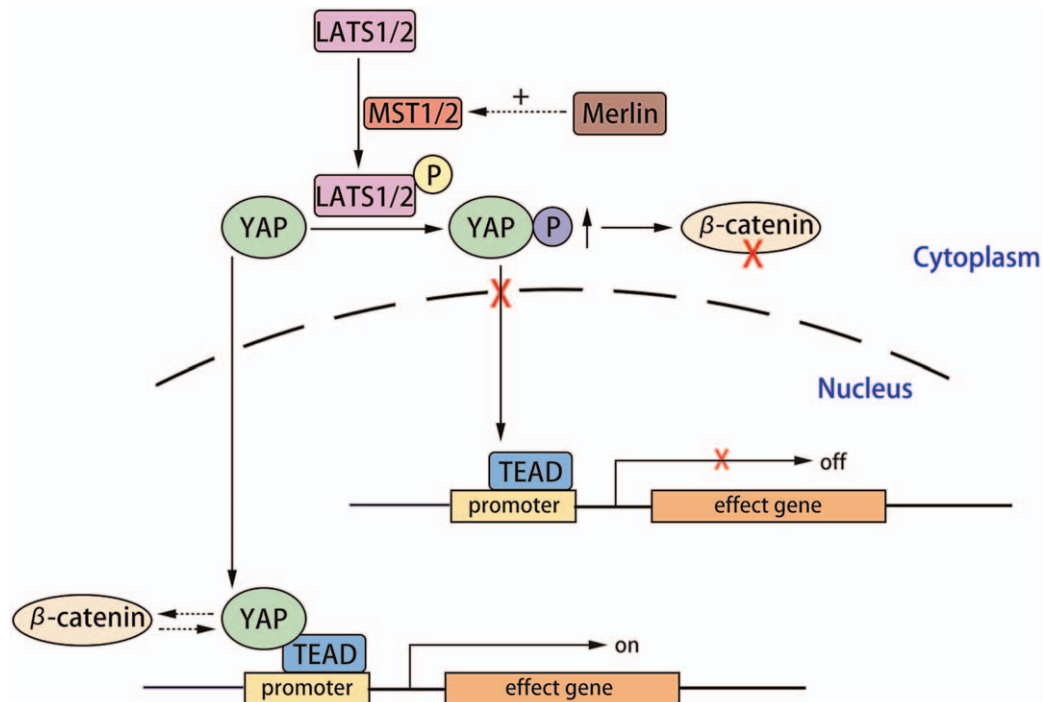 LATS1/2
MST1/2
+
Merlin
LATS1/2
P
YAP
YAP
P
β-catenin
X
Cytoplasm
X
Nucleus
TEAD
X
off
promoter
effect gene
β-catenin
YAP
TEAD
on
promoter
effect gene